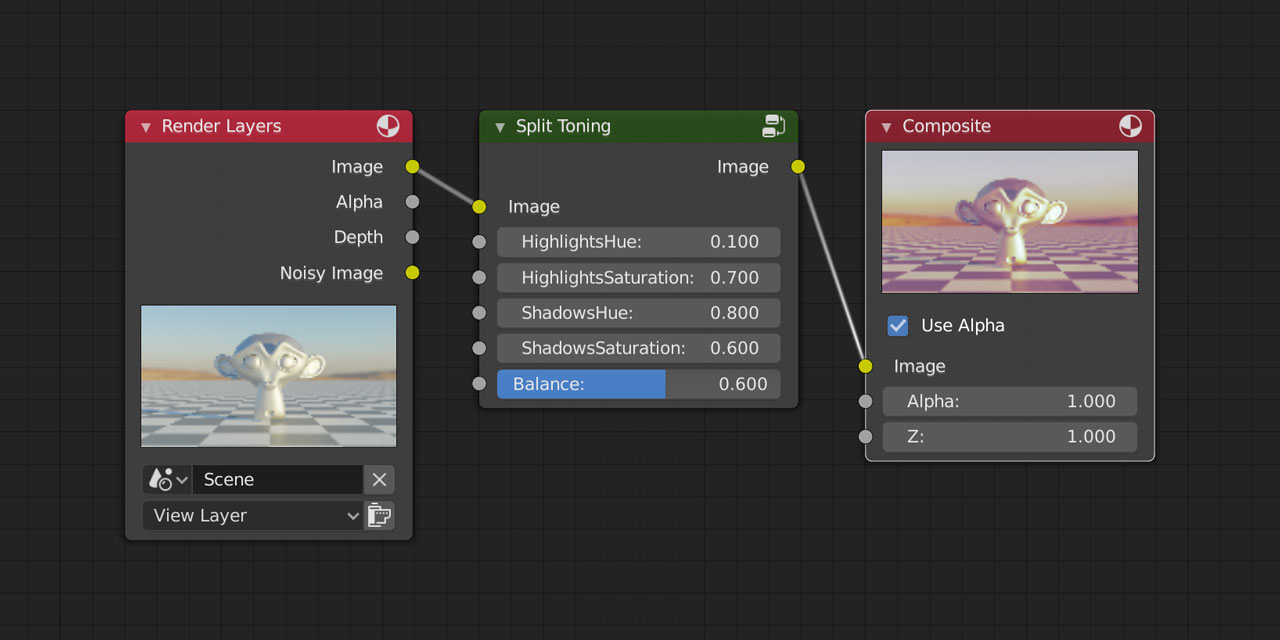 Render Layers
Image
Alpha
Depth
Noisy Image
Scene
View Layer
Split Toning
Image
Image
HighlightsHue: 0.100
HighlightsSaturation: 0.700
ShadowsHue: 0.800
ShadowsSaturation: 0.600
Balance: 0.600
Composite
Use Alpha
Image
Alpha: 1.000
Z: 1.000